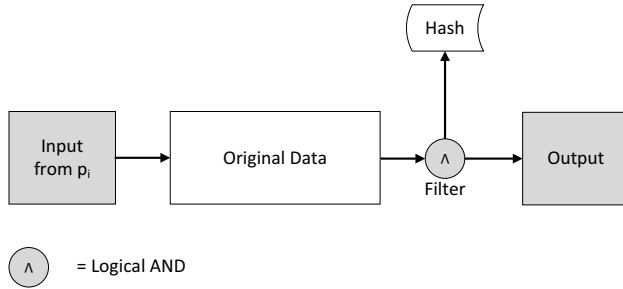 Hash
Input
from pᵢ
Original Data
∧
Filter
Output
∧
= Logical AND